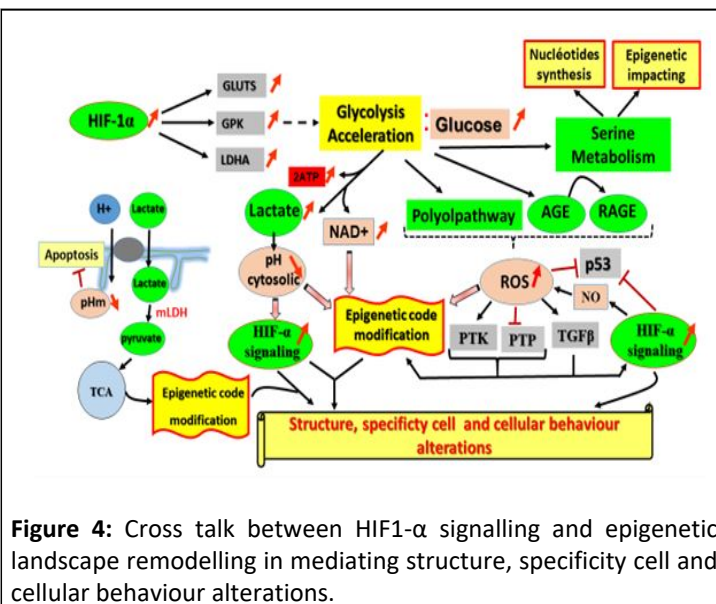 Nucléotides
synthesis
Epigenetic
impacting
GLUTS
HIF-1α
GPK
LDHA
Glycolysis
Acceleration
:
Glucose
Serine
Metabolism
2ATP
H+
Lactate
Lactate
NAD+
Polyolpathway
AGE
RAGE
Apoptosis
pHm
Lactate
mLDH
pyruvate
TCA
pH
cytosolic
ROS
p53
NO
HIF-α
signaling
Epigenetic code
modification
PTK
PTP
TGFβ
HIF-α
signaling
Epigenetic code
modification
Structure, specificty cell and cellular behaviour
alterations
Figure 4: Cross talk between HIF1-α signalling and epigenetic
landscape remodelling in mediating structure, specificity cell and
cellular behaviour alterations.